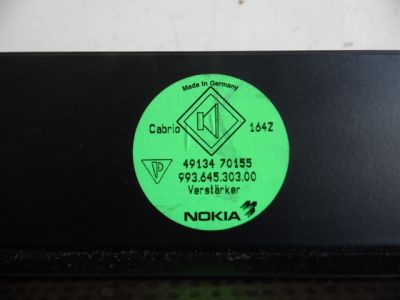 Made In Germany
Cabrio 164Z
49134 70155
993.645.303.00
Verstärker
NOKIA